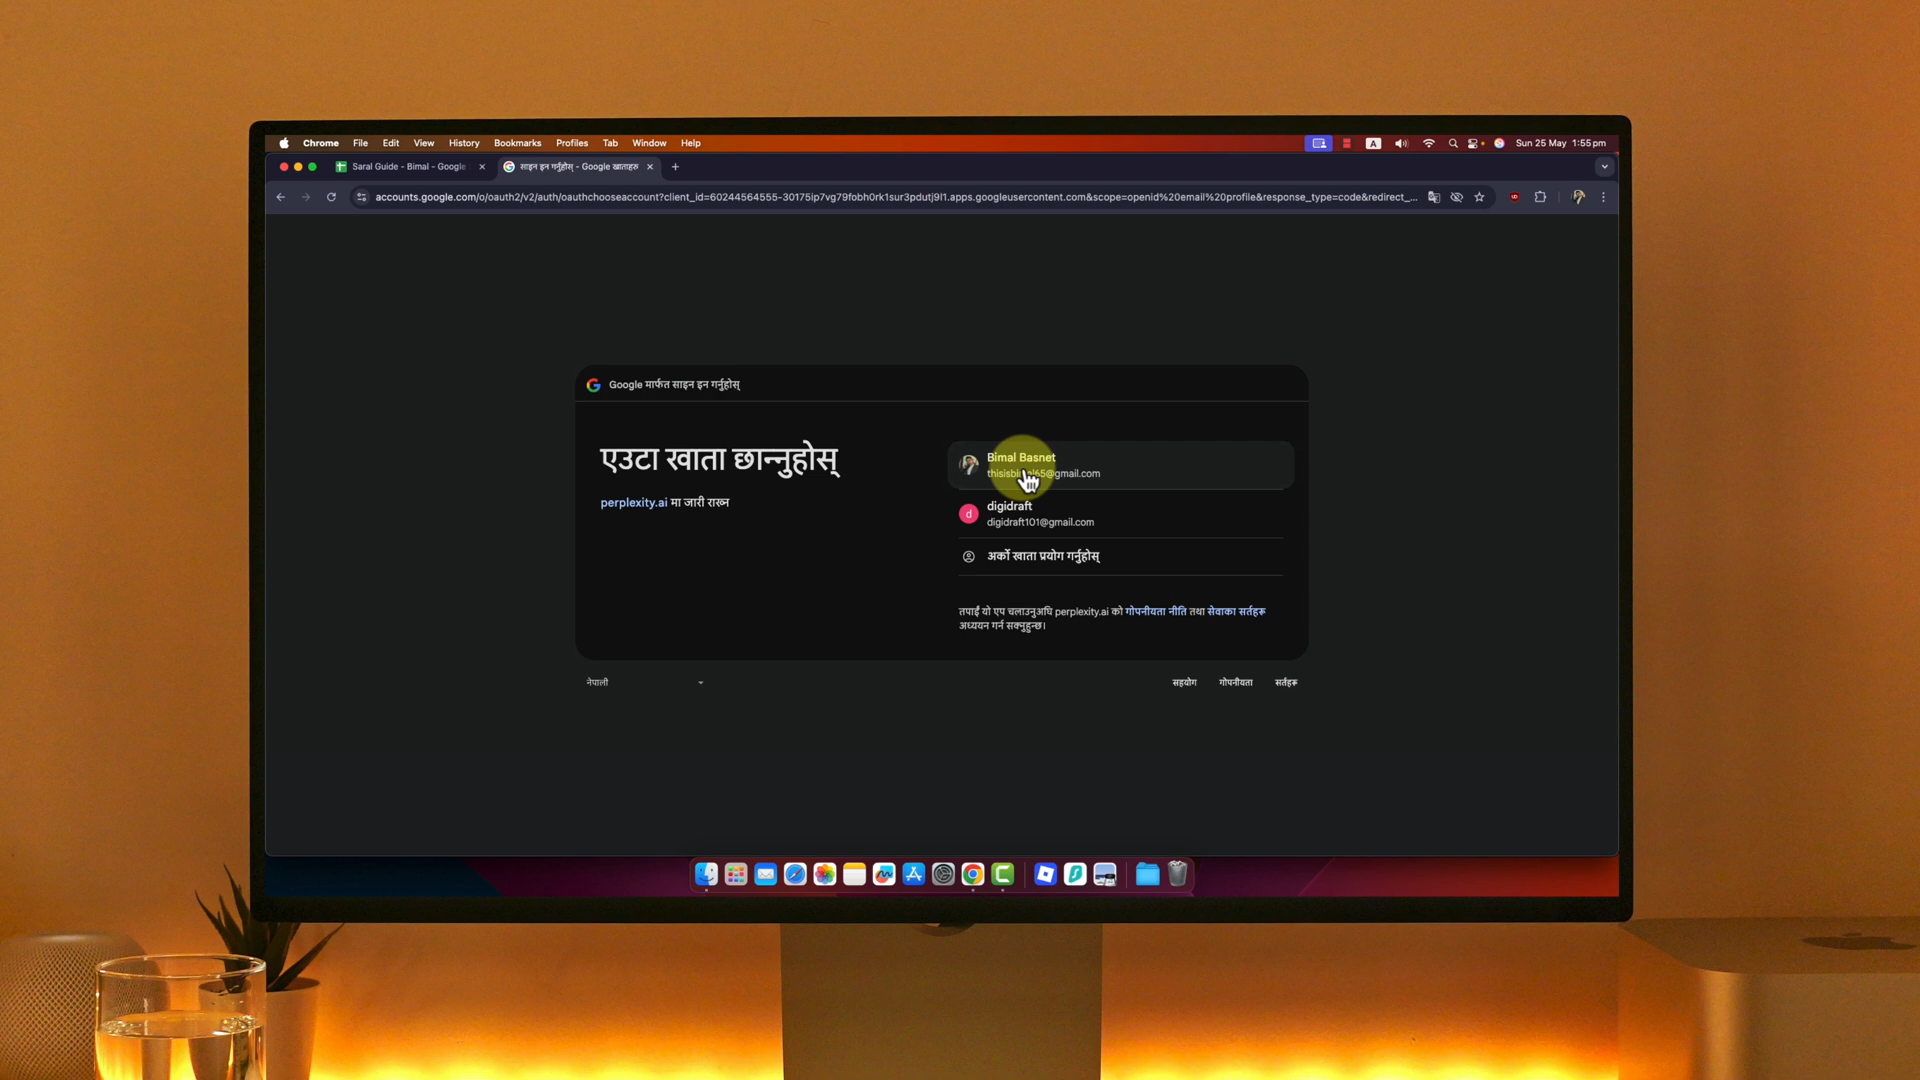 Chrome File Edit View History Bookmarks Profiles Tab Window Help
A
Sun 25 May 1:55pm
Saral Guide - Bimal - Google
साइन इन गर्नुहोस् - Google खाताहरू
accounts.google.com/o/oauth2/v2/auth/oauthchooseaccount?client_id=60244564555-30175ip7vg79fobh0rk1sur3pdutj9l1.apps.googleusercontent.com&scope=openid%20email%20profile&response_type=code&redirect_...
Google मार्फत साइन इन गर्नुहोस्
एउटा खाता छान्नुहोस्
perplexity.ai मा जारी राख्न
Bimal Basnet
d
digidraft
digidraft101@gmail.com
अर्को खाता प्रयोग गर्नुहोस्
तपाईं यो एप चलाउनुअघि perplexity.ai को गोपनीयता नीति तथा सेवाका सर्तहरू
अध्ययन गर्न सक्नुहुन्छ।
नेपाली
सहयोग गोपनीयता सर्तहरू